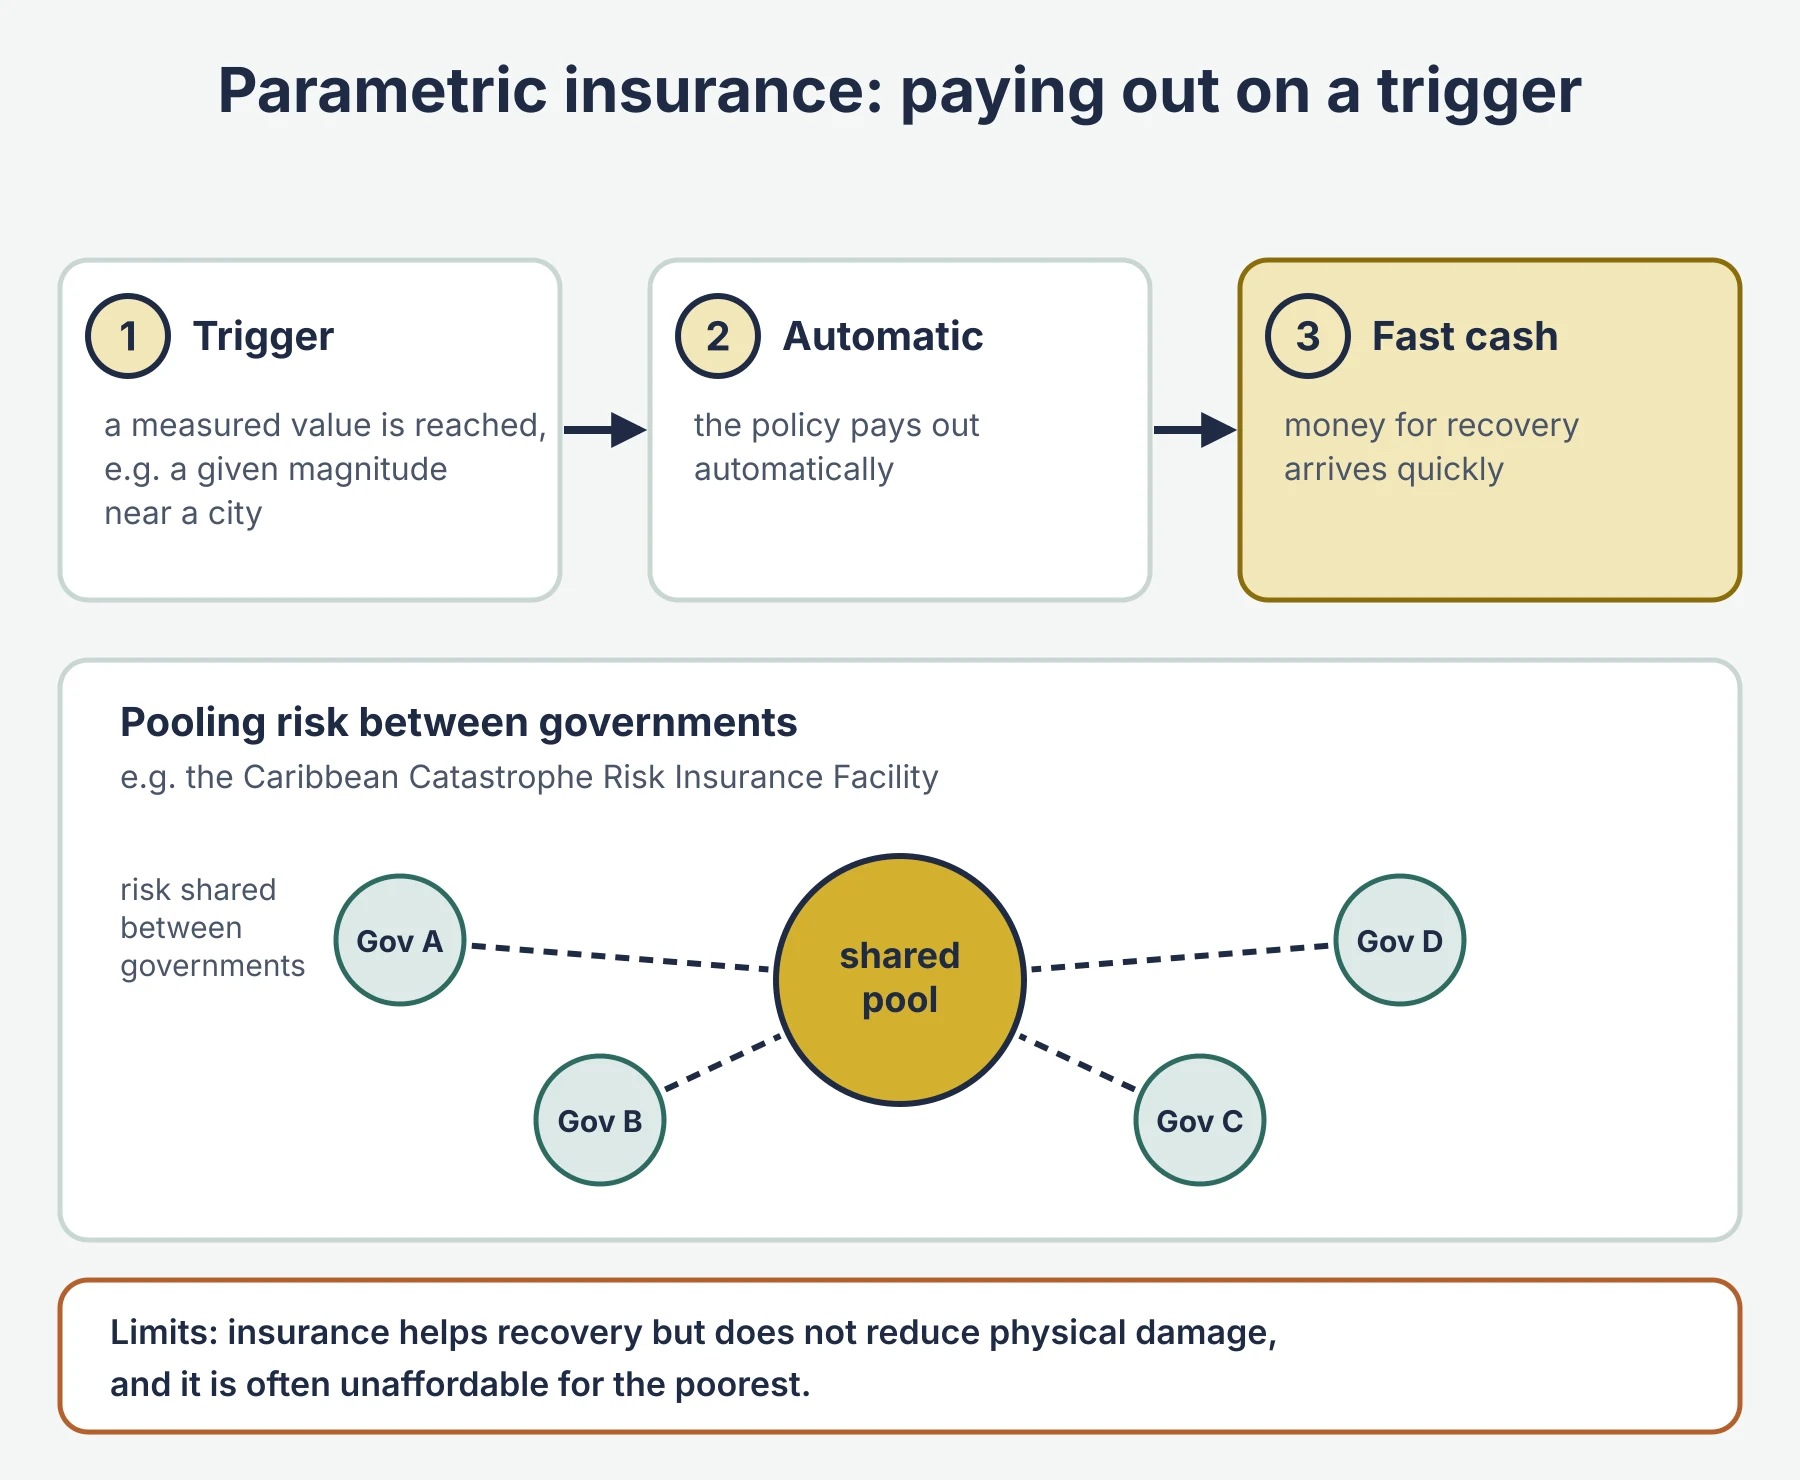 Parametric insurance: paying out on a trigger
1
Trigger
a measured value is reached,
e.g. a given magnitude
near a city
2
Automatic
the policy pays out
automatically
3
Fast cash
money for recovery
arrives quickly
Pooling risk between governments
e.g. the Caribbean Catastrophe Risk Insurance Facility
risk shared
between
governments
Gov A
shared
pool
Gov D
Gov B
Gov C
Limits: insurance helps recovery but does not reduce physical damage,
and it is often unaffordable for the poorest.